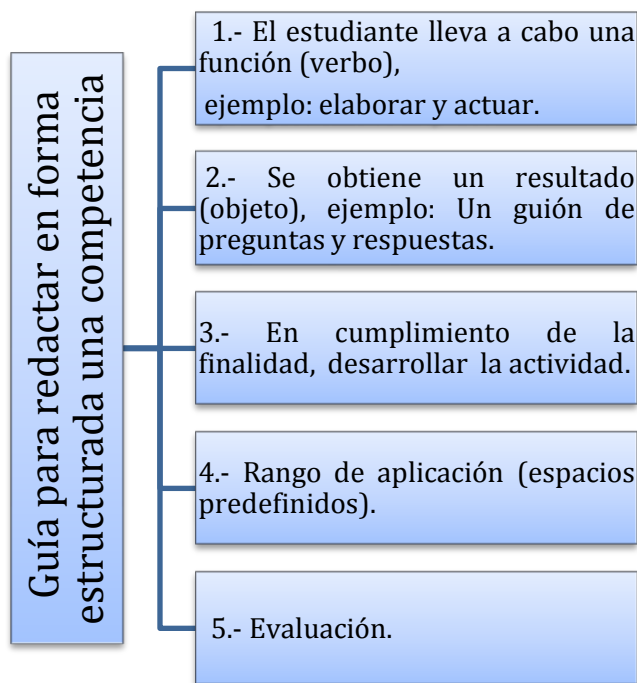 Guía para redactar en forma
estructurada una competencia
1.- El estudiante lleva a cabo una
función (verbo),
ejemplo: elaborar y actuar.
2.- Se obtiene un resultado
(objeto), ejemplo: Un guión de
preguntas y respuestas.
3.- En cumplimiento de la
finalidad, desarrollar la actividad.
4.- Rango de aplicación (espacios
predefinidos).
5.- Evaluación.